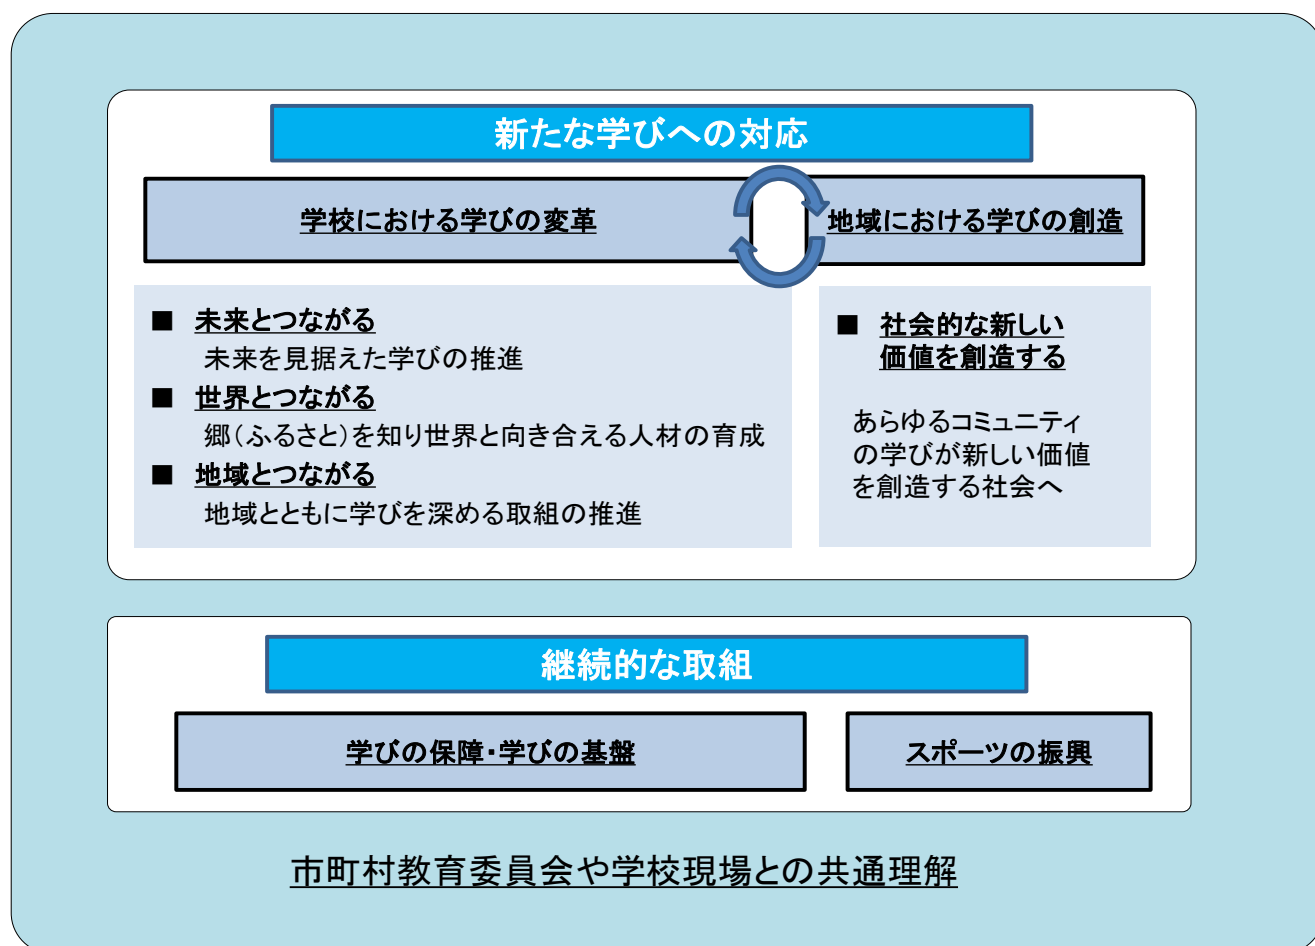 新たな学びへの対応
学校における学びの変革
地域における学びの創造
■ 未来とつながる
未来を見据えた学びの推進
■ 世界とつながる
郷(ふるさと)を知り世界と向き合える人材の育成
■ 地域とつながる
地域とともに学びを深める取組の推進
■ 社会的な新しい
価値を創造する
あらゆるコミュニティ
の学びが新しい価値
を創造する社会へ
継続的な取組
学びの保障・学びの基盤
スポーツの振興
市町村教育委員会や学校現場との共通理解